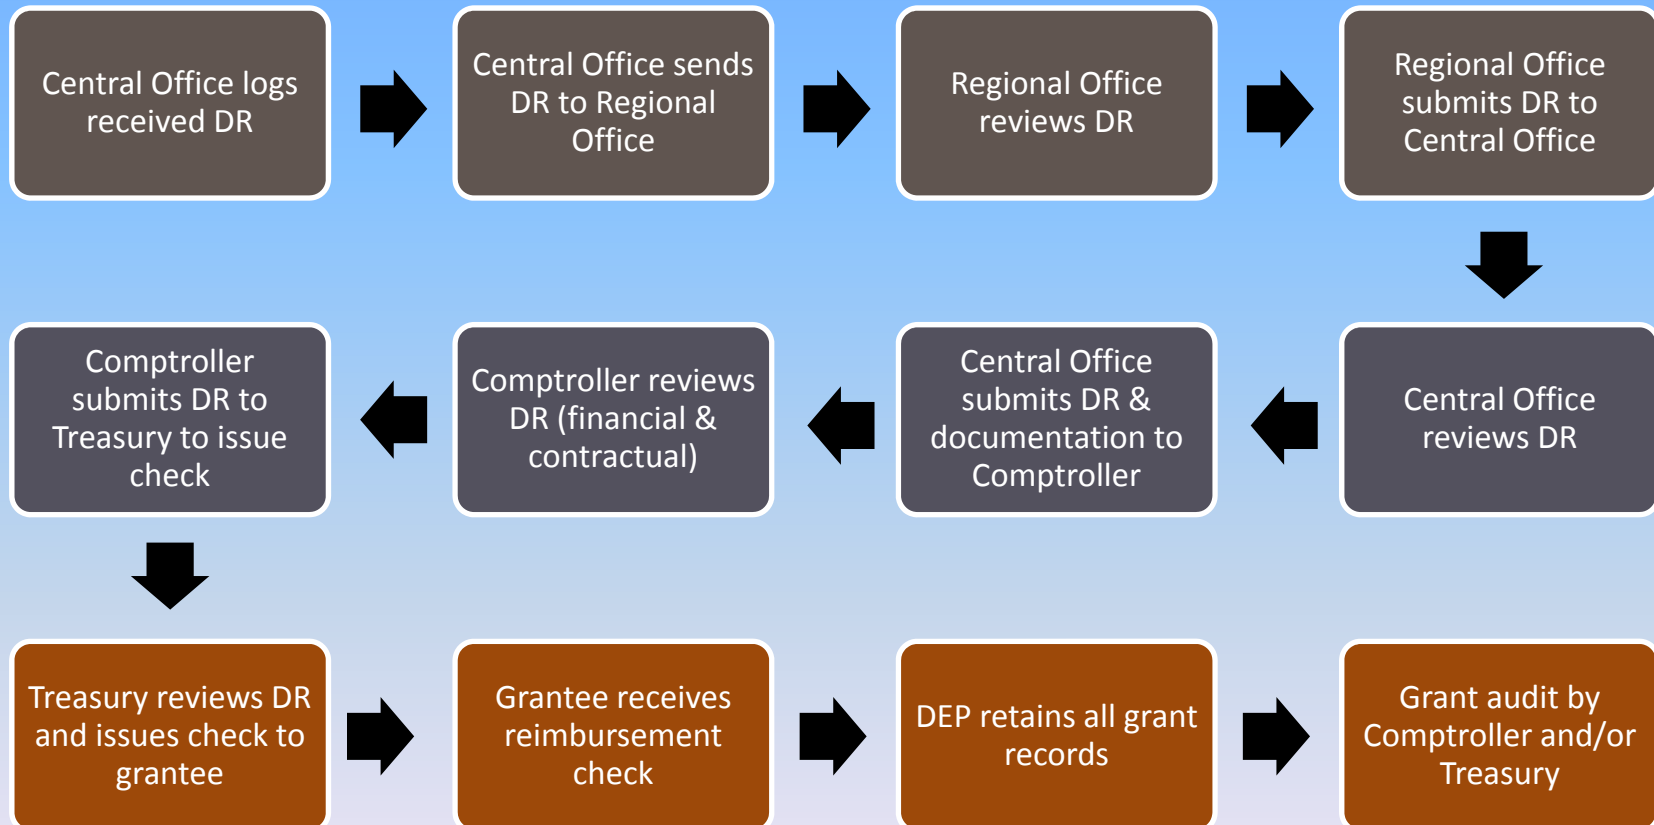 Central Office logs
received DR
Central Office sends
DR to Regional
Office
Regional Office
reviews DR
Regional Office
submits DR to
Central Office
Central Office
reviews DR
Central Office
submits DR &
documentation to
Comptroller
Comptroller reviews
DR (financial &
contractual)
Comptroller
submits DR to
Treasury to issue
check
Treasury reviews DR
and issues check to
grantee
Grantee receives
reimbursement
check
DEP retains all grant
records
Grant audit by
Comptroller and/or
Treasury